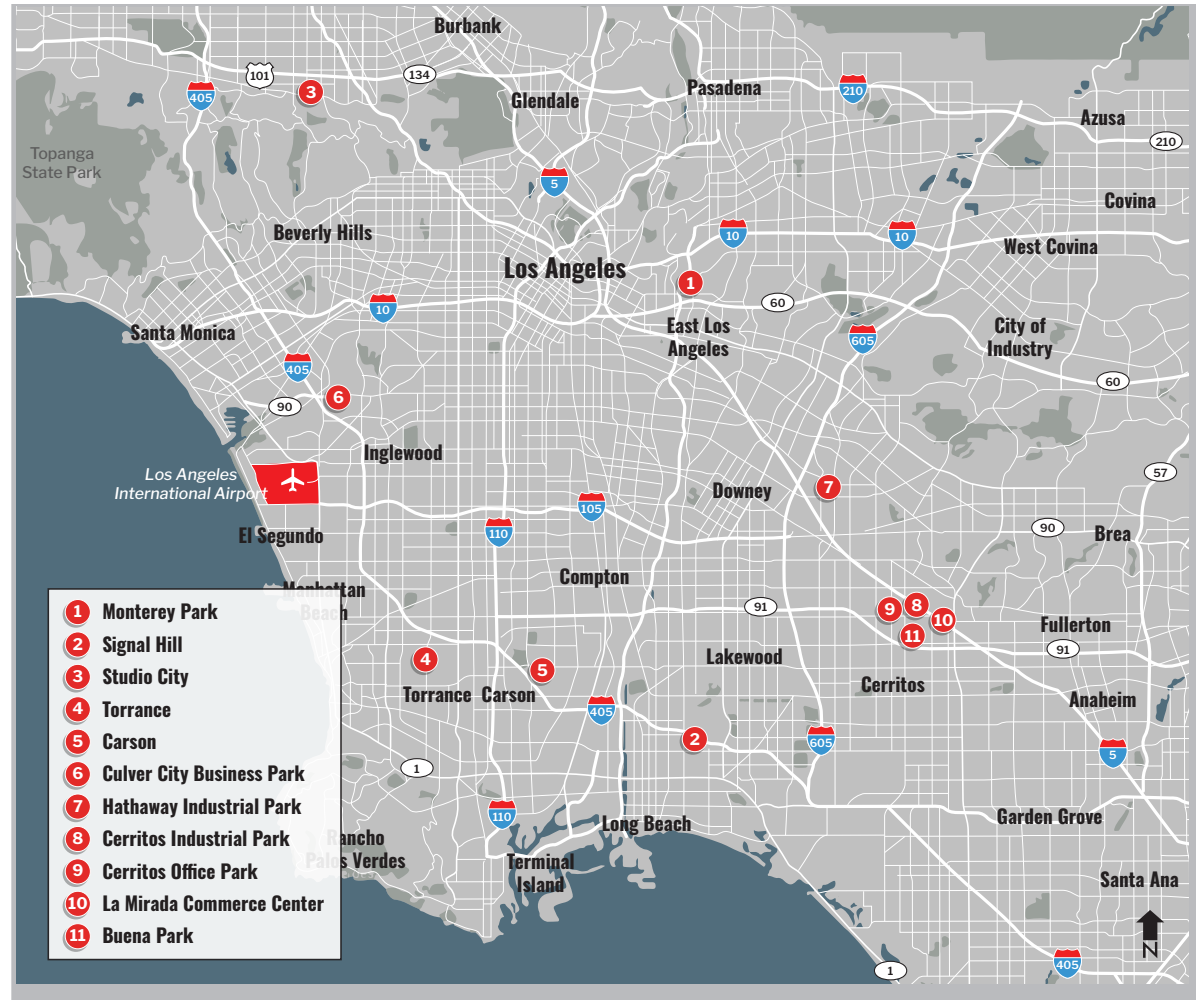 Burbank
101
134
405
3
Glendale
Pasadena
210
Azusa
210
Topanga
State Park
5
Covina
Beverly Hills
10
10
West Covina
Los Angeles
1
60
10
Santa Monica
East Los
Angeles
605
City of
Industry
405
60
90
6
Inglewood
Los Angeles
International Airport
57
Downey
7
105
110
90
Brea
El Segundo
Compton
Manhattan
Beach
91
9
8
10
11
Fullerton
91
4
Lakewood
5
Torrance
Carson
Cerritos
Anaheim
405
2
605
5
1
110
Long Beach
Garden Grove
Rancho
Palos Verdes
Terminal
Island
Santa Ana
N
405
1
1 Monterey Park
2 Signal Hill
3 Studio City
4 Torrance
5 Carson
6 Culver City Business Park
7 Hathaway Industrial Park
8 Cerritos Industrial Park
9 Cerritos Office Park
10 La Mirada Commerce Center
11 Buena Park